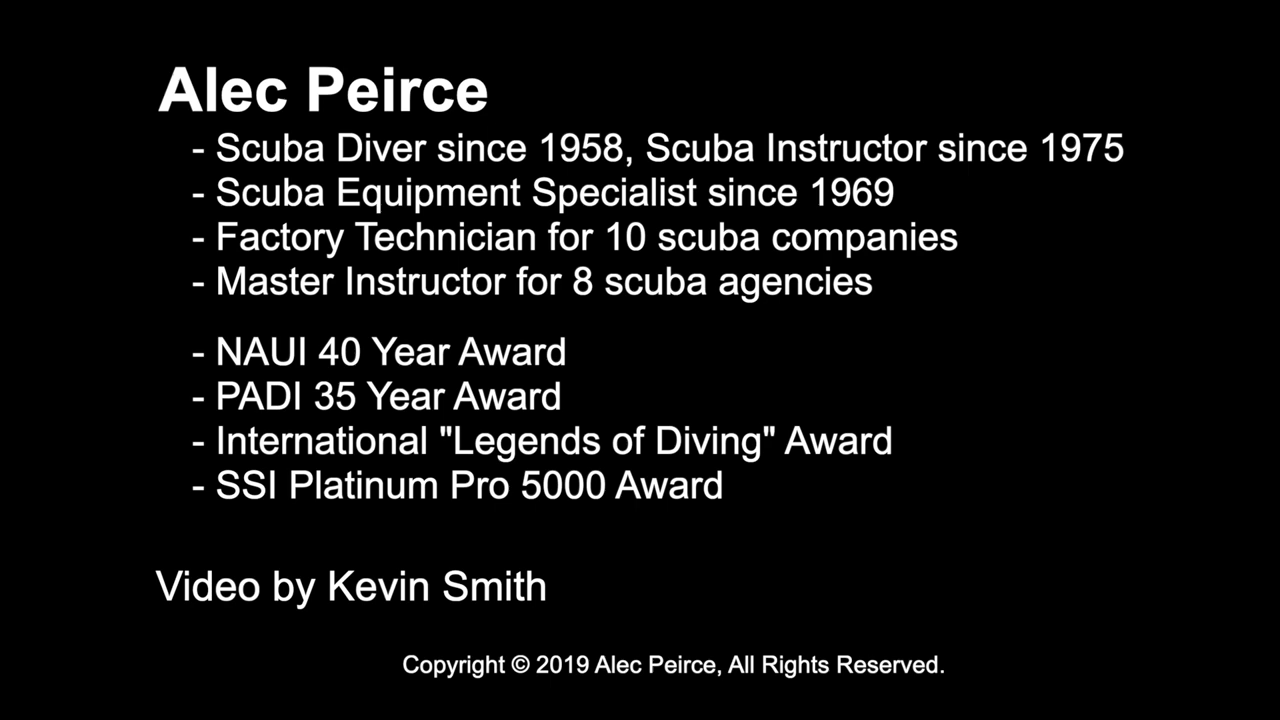 Alec Peirce
- Scuba Diver since 1958, Scuba Instructor since 1975
- Scuba Equipment Specialist since 1969
- Factory Technician for 10 scuba companies
- Master Instructor for 8 scuba agencies
- NAUI 40 Year Award
- PADI 35 Year Award
- International "Legends of Diving" Award
- SSI Platinum Pro 5000 Award
Video by Kevin Smith
Copyright © 2019 Alec Peirce, All Rights Reserved.